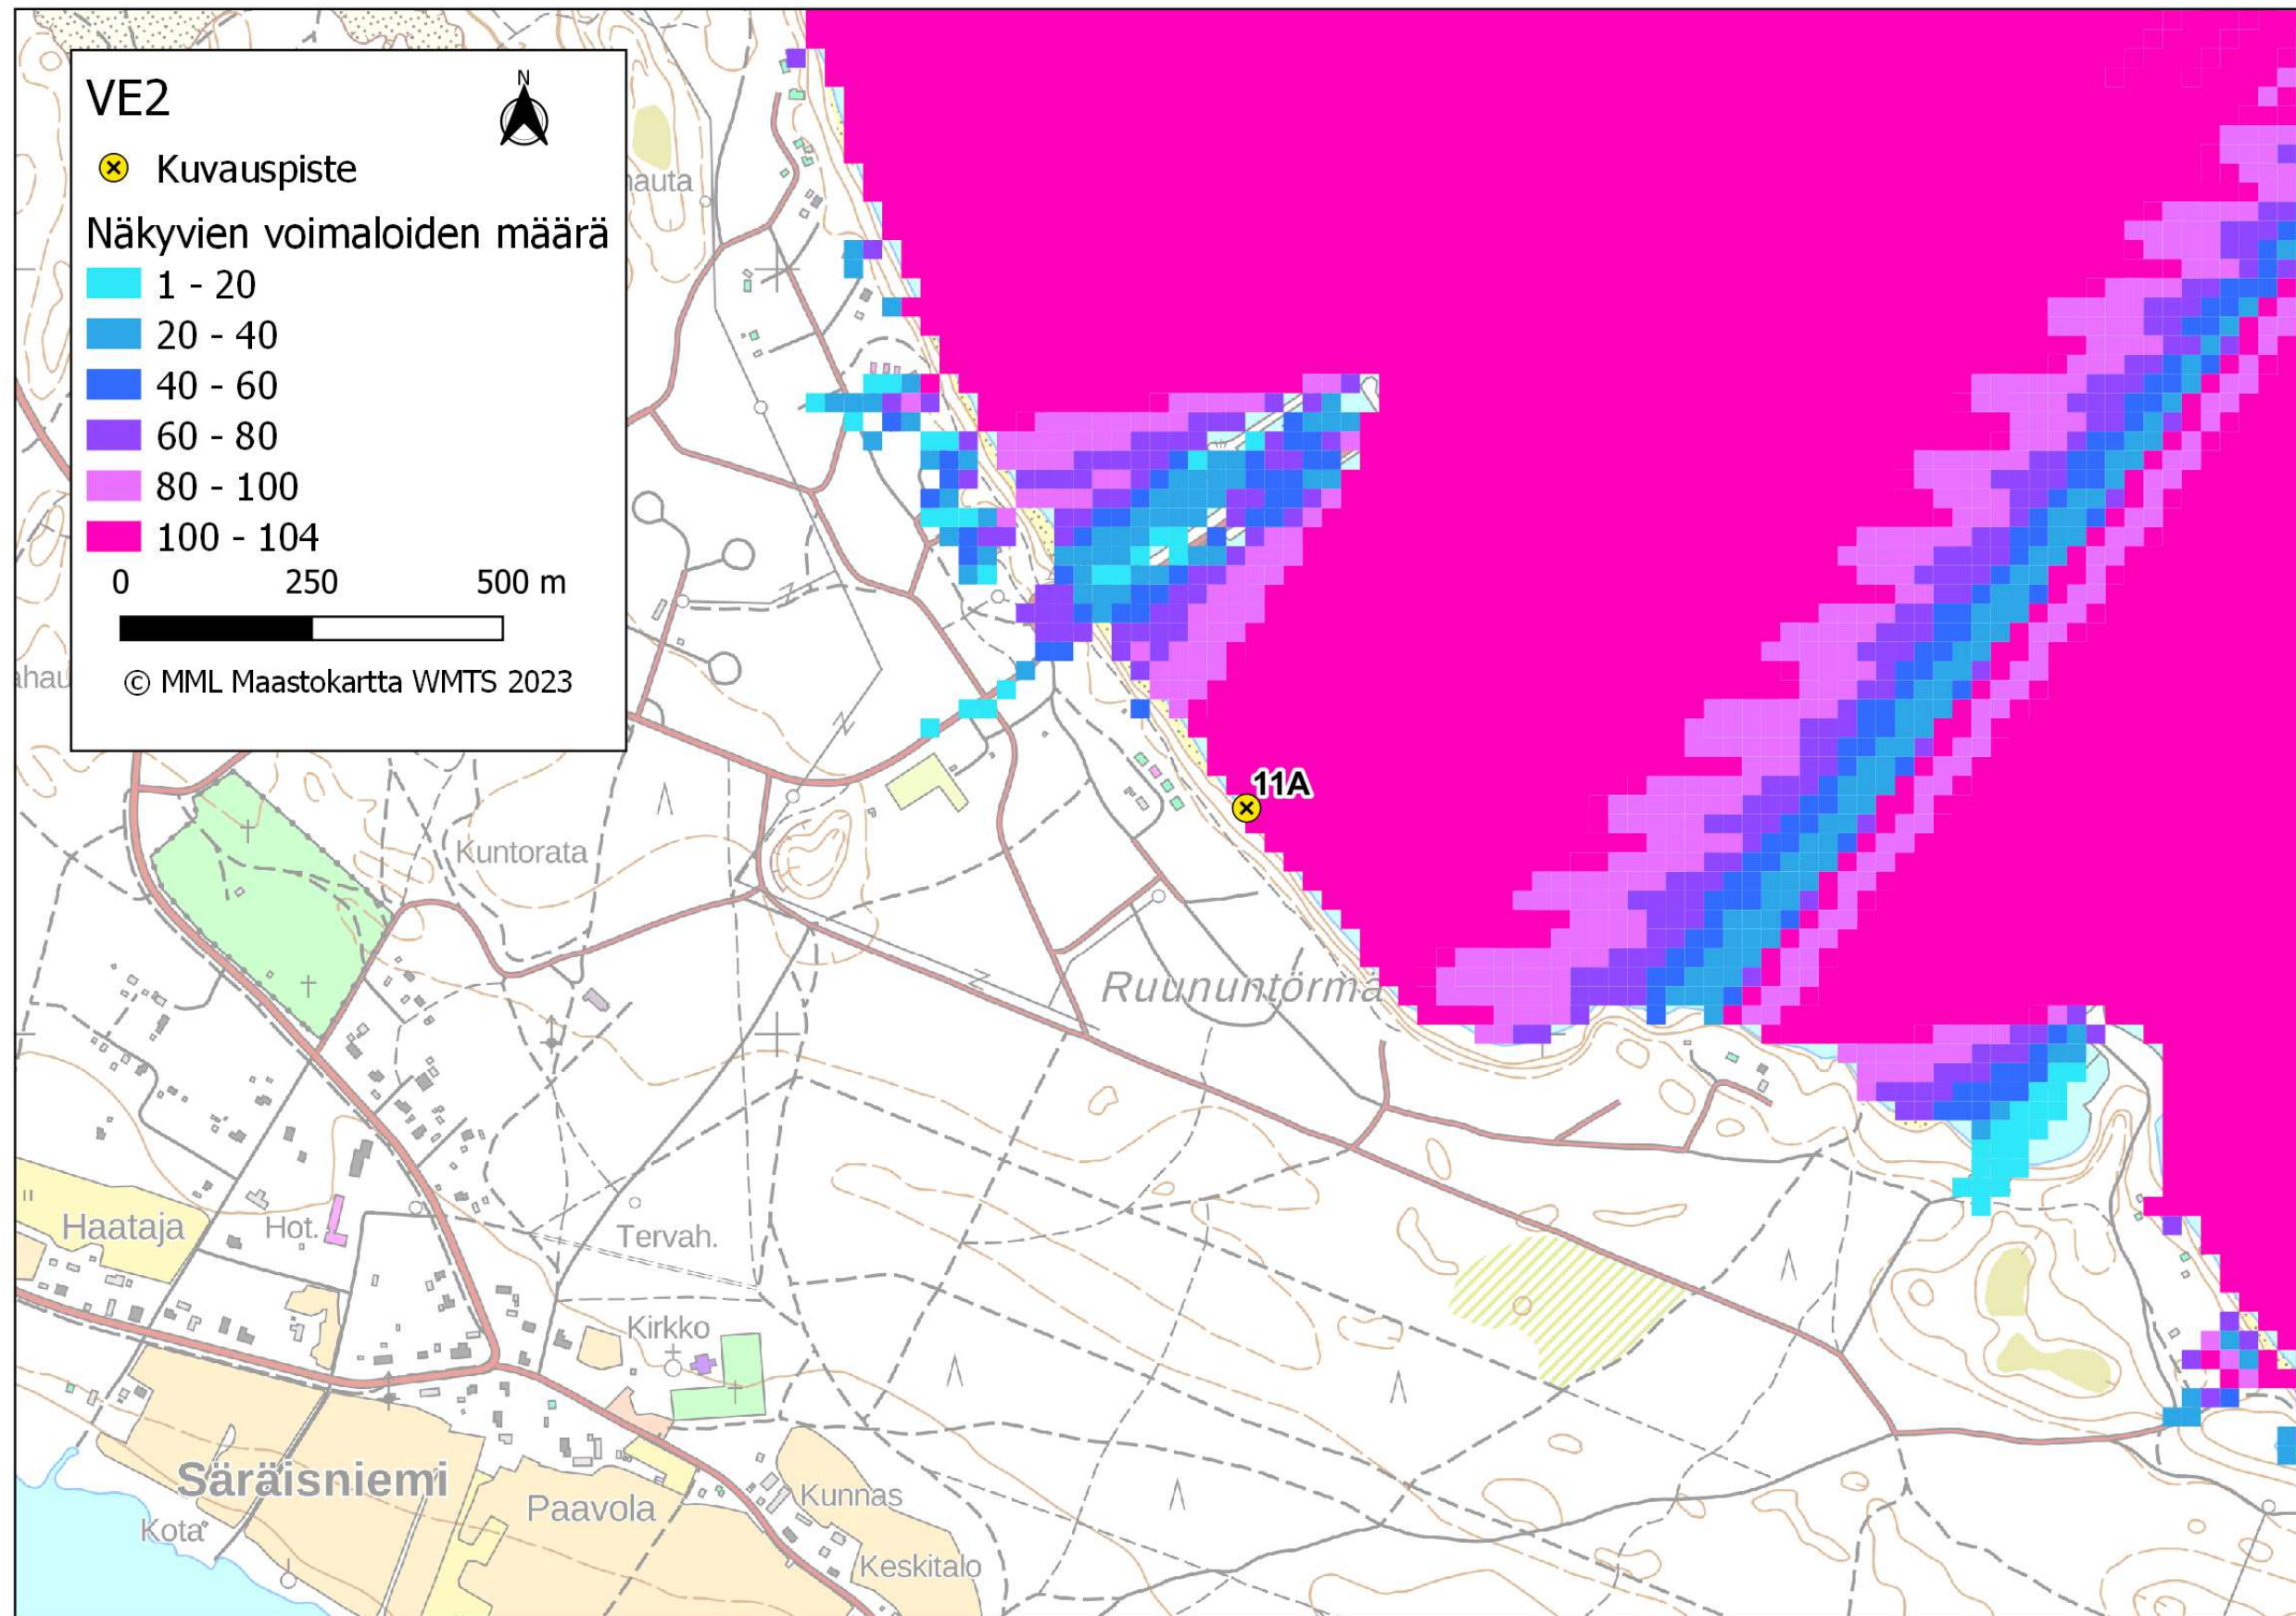 VE2
N
Kuvauspiste
Näkyvien voimaloiden määrä
1 - 20
20 - 40
40 - 60
60 - 80
80 - 100
100 - 104
0 250 500 m
© MML Maastokartta WMTS 2023
11A
Kuntorata
Ruununtörmä
Haataja
Hot.
Tervah.
Kirkko
Säräisniemi
Paavola
Kunnas
Kota
Keskitalo